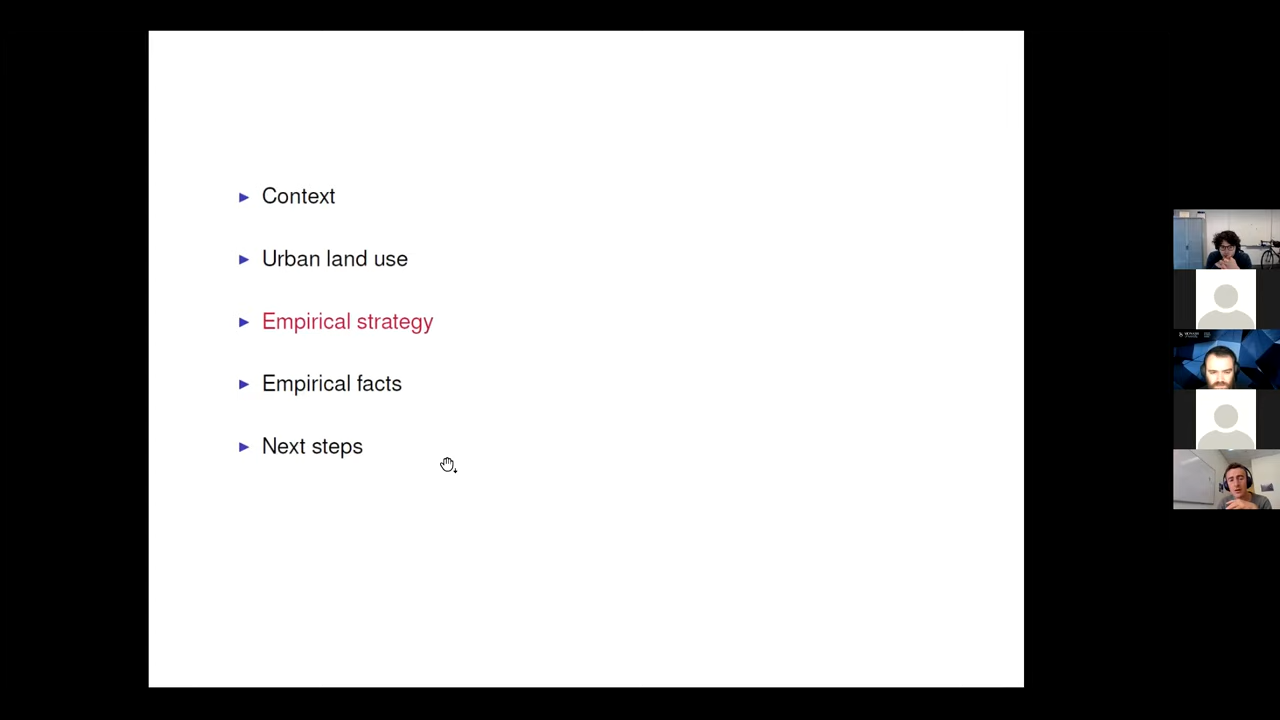 Context
Urban land use
Empirical strategy
Empirical facts
Next steps